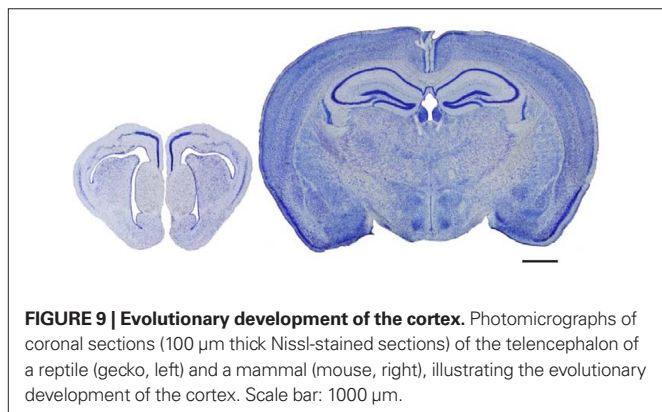 FIGURE 9 | Evolutionary development of the cortex. Photomicrographs of
coronal sections (100 μm thick Nissl-stained sections) of the telencephalon of
a reptile (gecko, left) and a mammal (mouse, right), illustrating the evolutionary
development of the cortex. Scale bar: 1000 μm.